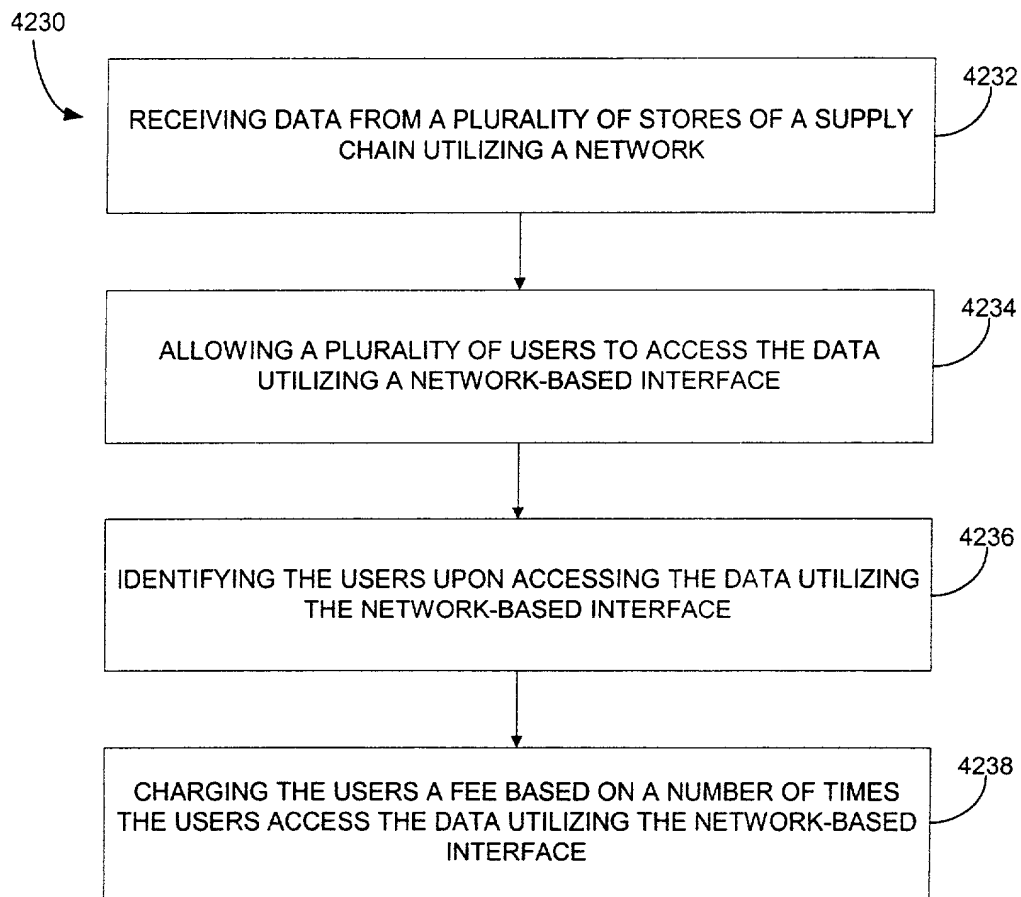 4230
4232
RECEIVING DATA FROM A PLURALITY OF STORES OF A SUPPLY
CHAIN UTILIZING A NETWORK
4234
ALLOWING A PLURALITY OF USERS TO ACCESS THE DATA
UTILIZING A NETWORK-BASED INTERFACE
4236
IDENTIFYING THE USERS UPON ACCESSING THE DATA UTILIZING
THE NETWORK-BASED INTERFACE
4238
CHARGING THE USERS A FEE BASED ON A NUMBER OF TIMES
THE USERS ACCESS THE DATA UTILIZING THE NETWORK-BASED
INTERFACE